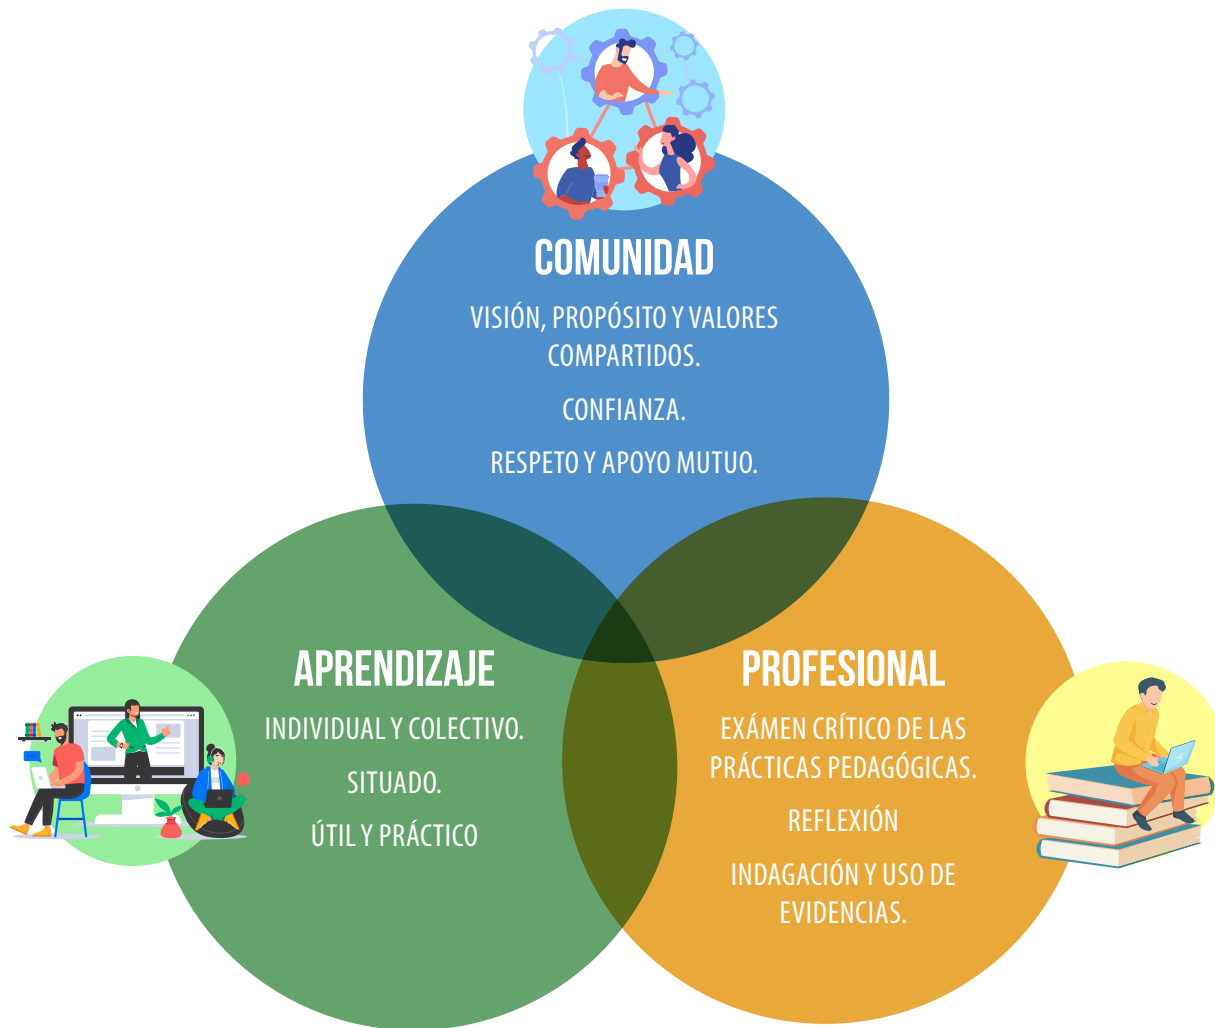 COMUNIDAD
VISIÓN, PROPÓSITO Y VALORES
COMPARTIDOS.
CONFIANZA.
RESPETO Y APOYO MUTUO.
APRENDIZAJE
INDIVIDUAL Y COLECTIVO.
SITUADO.
ÚTIL Y PRÁCTICO
PROFESIONAL
EXÁMEN CRÍTICO DE LAS
PRÁCTICAS PEDAGÓGICAS.
REFLEXIÓN
INDAGACIÓN Y USO DE
EVIDENCIAS.